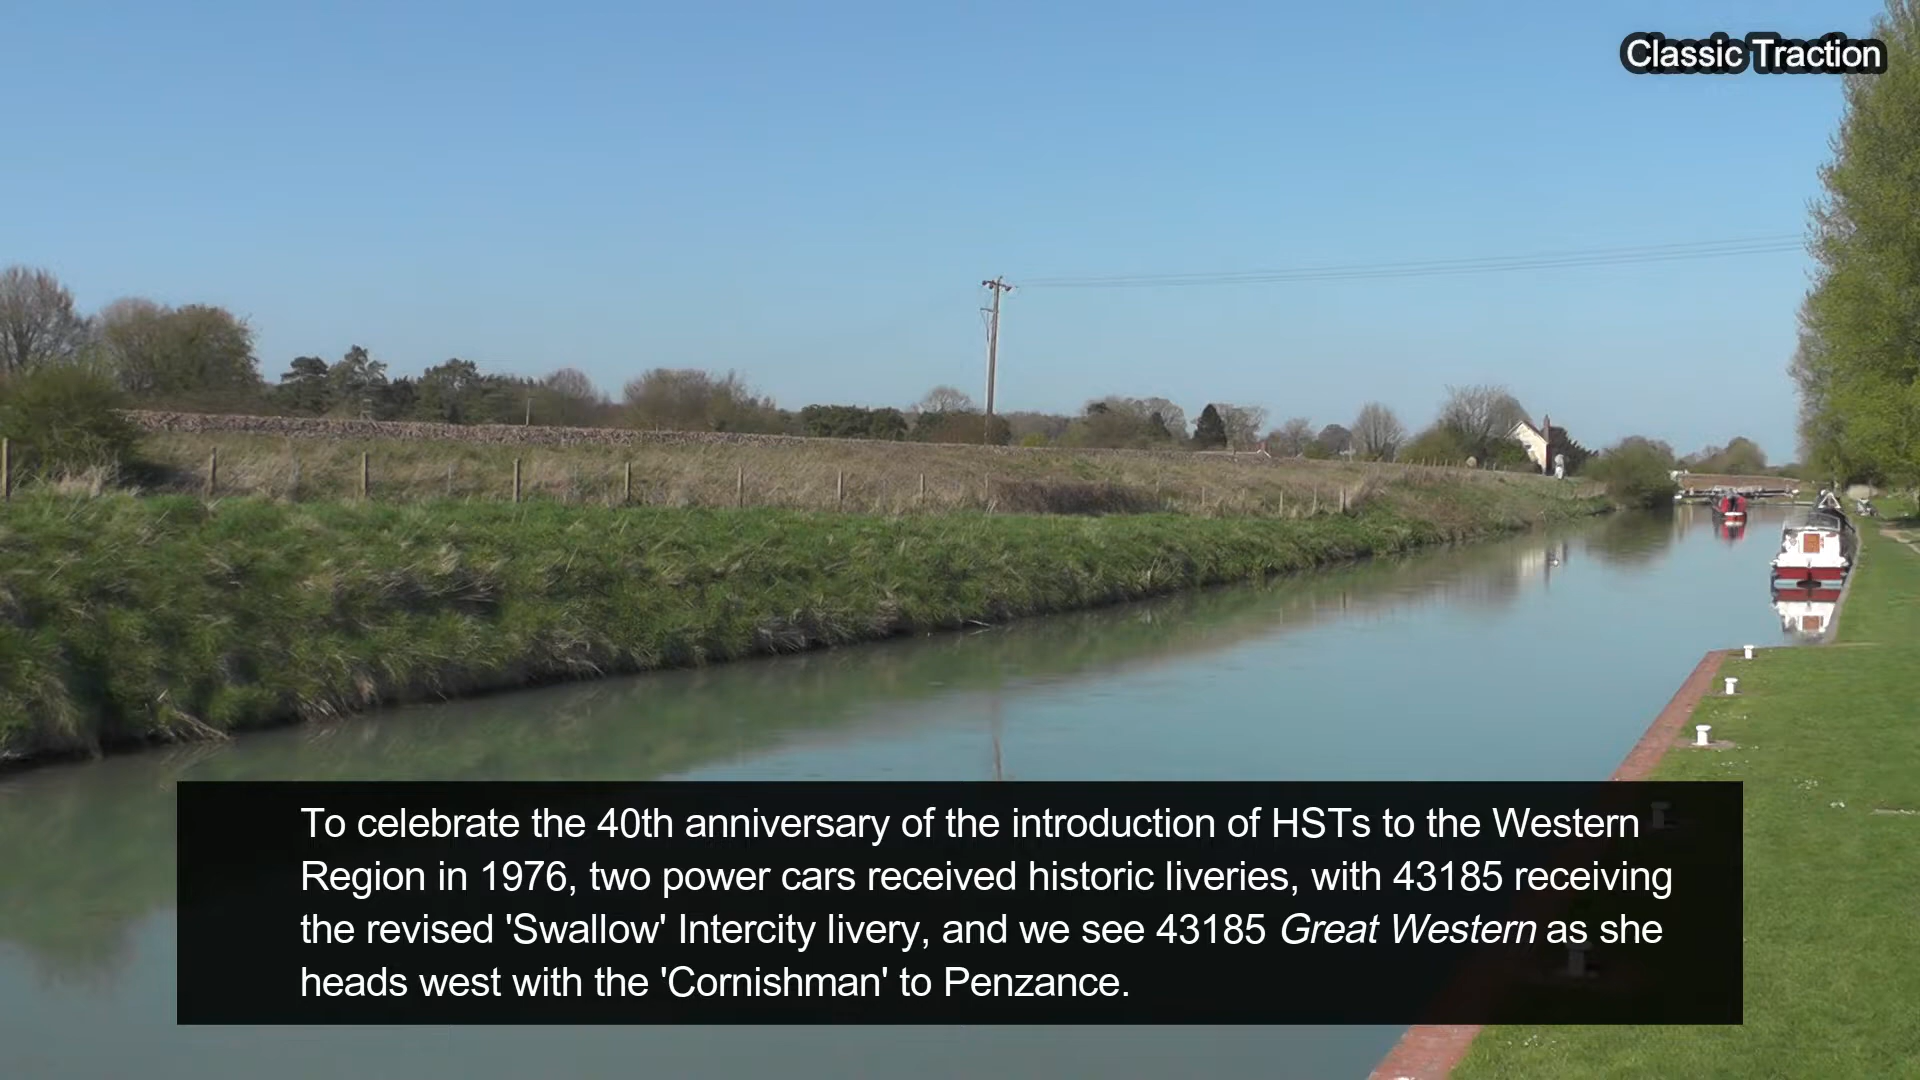 Classic Traction
To celebrate the 40th anniversary of the introduction of HSTs to the Western
Region in 1976, two power cars received historic liveries, with 43185 receiving
the revised 'Swallow' Intercity livery, and we see 43185 Great Western as she
heads west with the 'Cornishman' to Penzance.